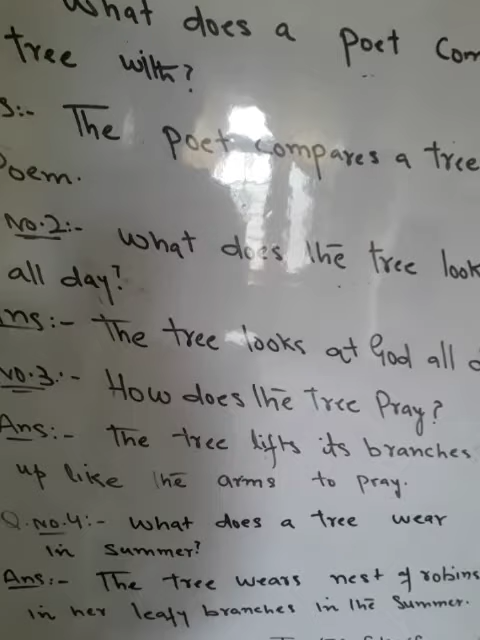 What does a Poet Com
tree with?
s:- The Poet compares a tree
Poem.
No.2:- What does the tree look
all day?
Ans:- The tree looks at God all d
No.3:- How does the Tree Pray?
Ans:- The tree lifts its branches
up like the arms to pray.
Q.No.4:- What does a tree wear
in summer?
Ans:- The tree wears nest of robins
in her leafy branches in the Summer.